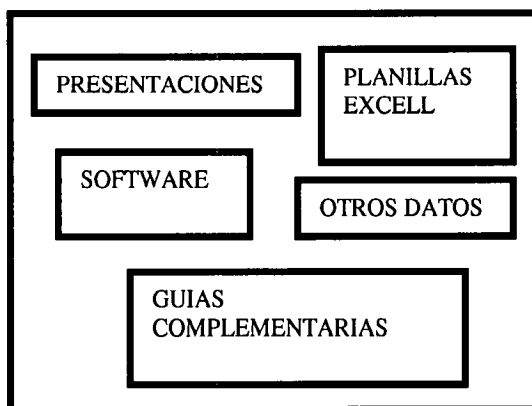 PRESENTACIONES
PLANILLAS
EXCELL
SOFTWARE
OTROS DATOS
GUIAS
COMPLEMENTARIAS